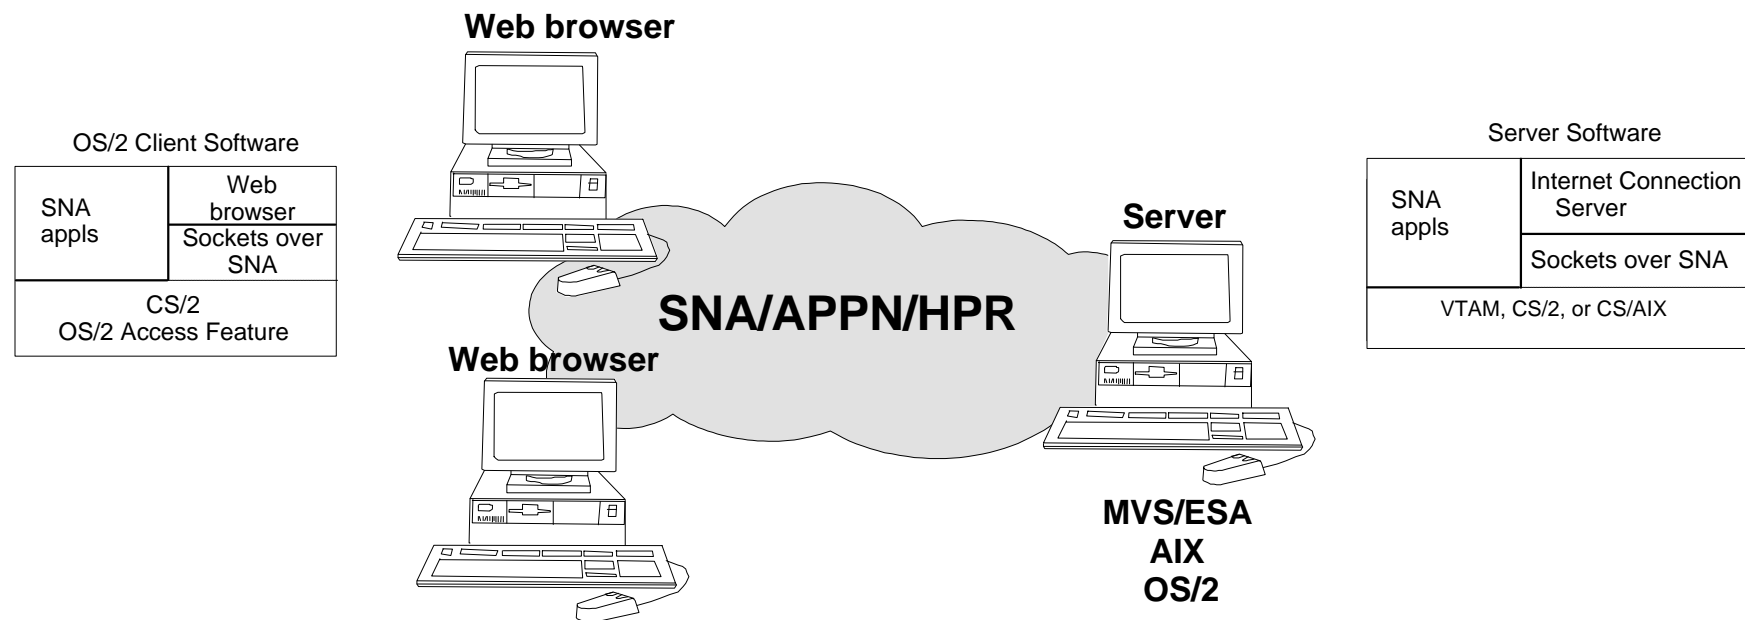 Web browser
OS/2 Client Software
SNA
appls
Web
browser
Sockets over
SNA
CS/2
OS/2 Access Feature
SNA/APPN/HPR
Web browser
Server
MVS/ESA
AIX
OS/2
Server Software
SNA
appls
Internet Connection
Server
Sockets over SNA
VTAM, CS/2, or CS/AIX